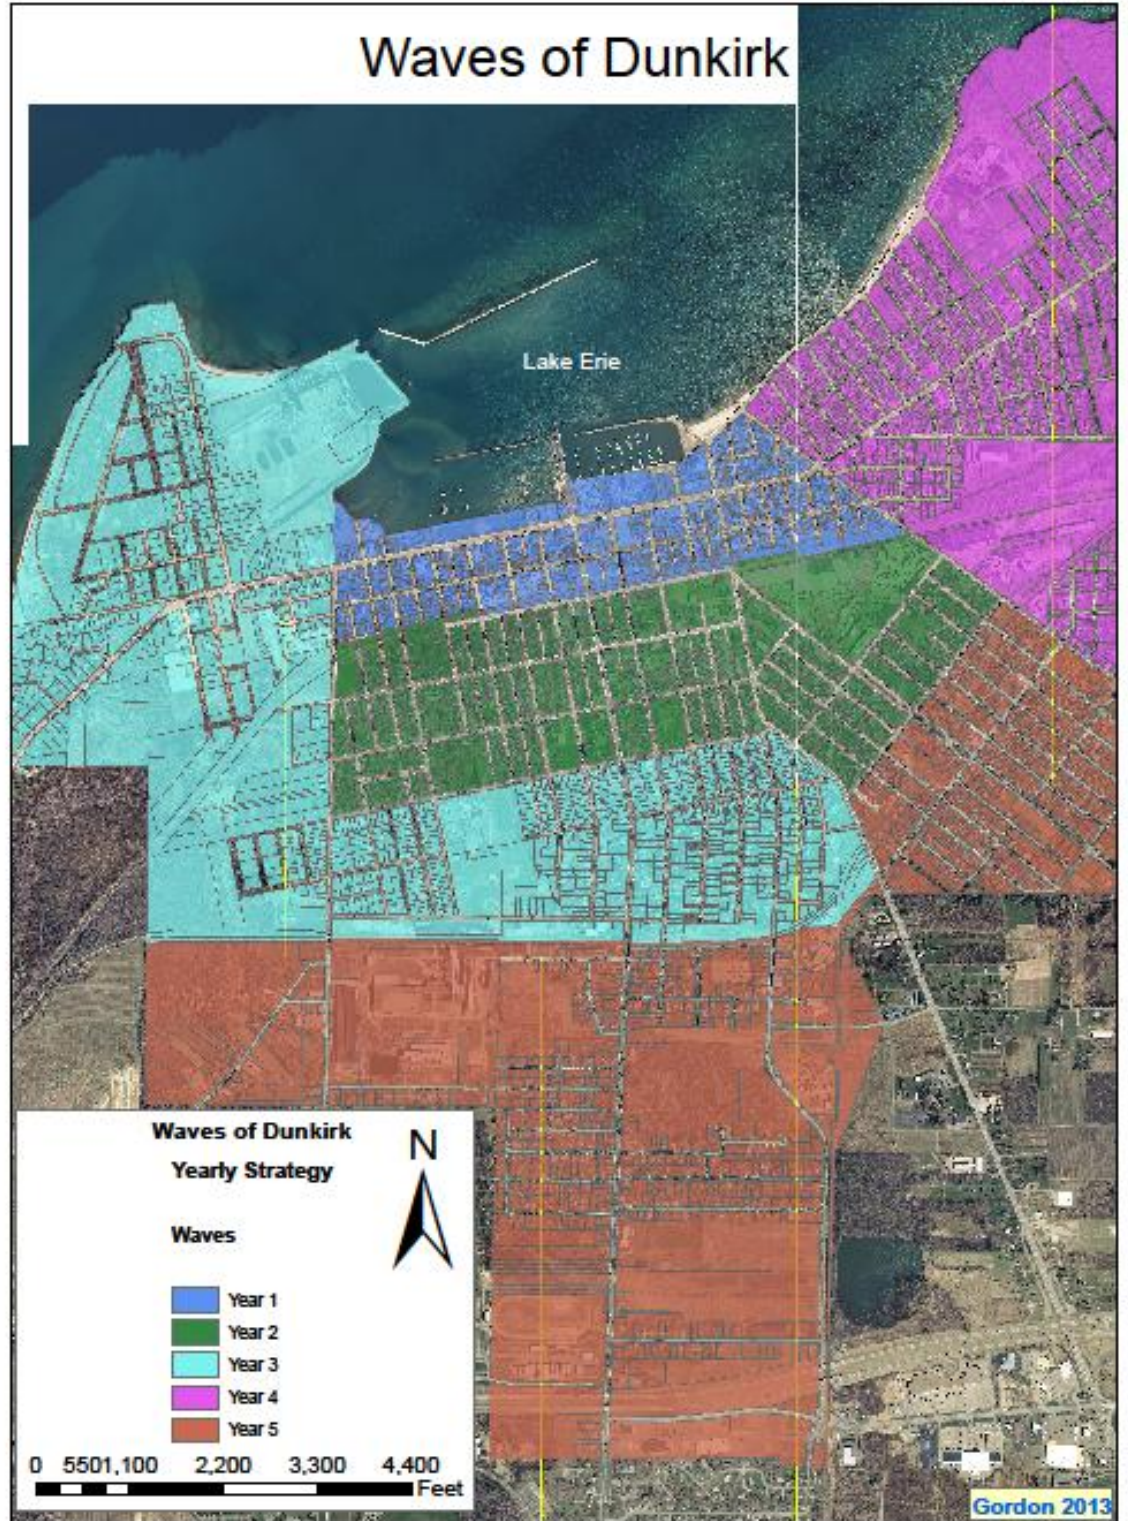 Waves of Dunkirk
Lake Erie
Waves of Dunkirk
Yearly Strategy
N
Waves
Year 1
Year 2
Year 3
Year 4
Year 5
0 5501,100 2,200 3,300 4,400
Feet
Gordon 2013